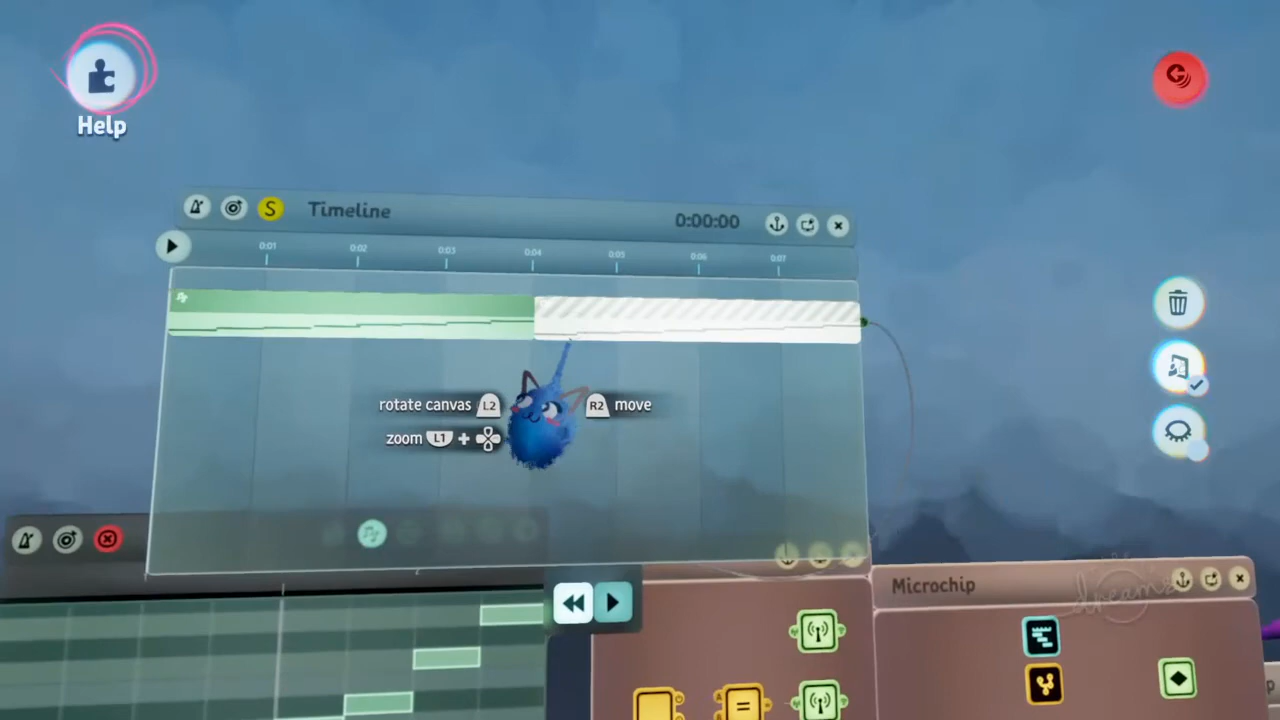 Help
S Timeline 0:00:00
0:01 0:02 0:03 0:04 0:05 0:06 0:07
rotate canvas L2 R2 move
zoom L1 +
Microchip
dreams
=